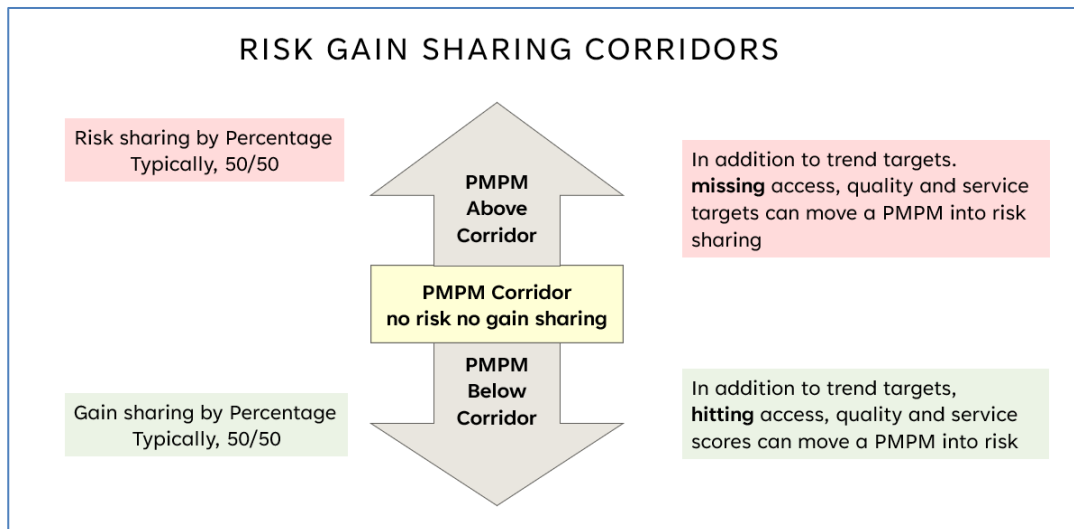 RISK GAIN SHARING CORRIDORS
Risk sharing by Percentage
Typically, 50/50
PMPM
Above
Corridor
In addition to trend targets.
missing access, quality and service
targets can move a PMPM into risk
sharing
PMPM Corridor
no risk no gain sharing
PMPM
Below
Corridor
Gain sharing by Percentage
Typically, 50/50
In addition to trend targets,
hitting access, quality and service
scores can move a PMPM into risk